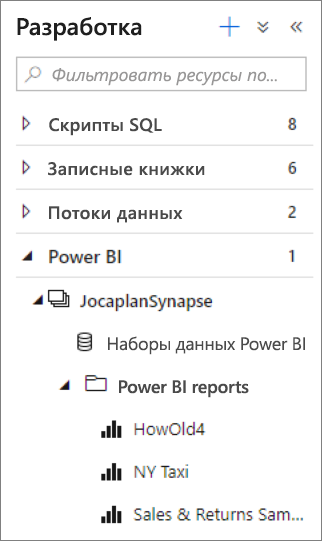 Разработка
Фильтровать ресурсы по...
Скрипты SQL 8
Записные книжки 6
Потоки данных 2
Power BI 1
JocaplanSynapse
Наборы данных Power BI
Power BI reports
HowOld4
NY Taxi
Sales & Returns Sam...